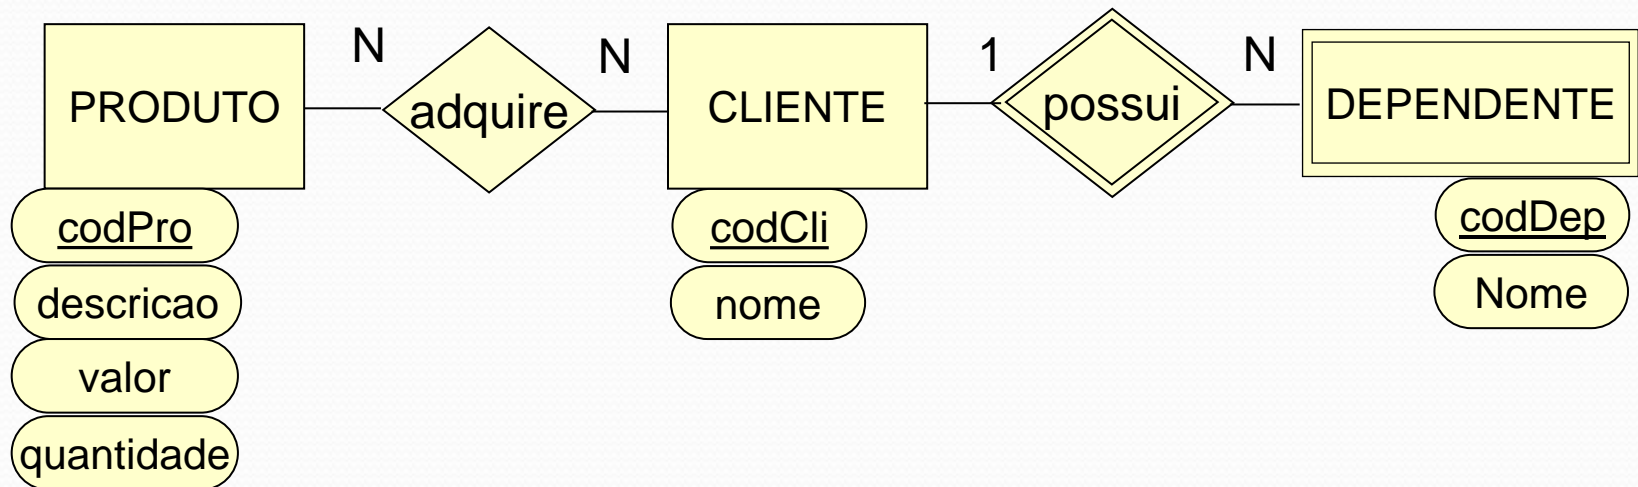 N
N
1
N
PRODUTO
adquire
CLIENTE
possui
DEPENDENTE
codPro
codCli
codDep
descricao
nome
Nome
valor
quantidade